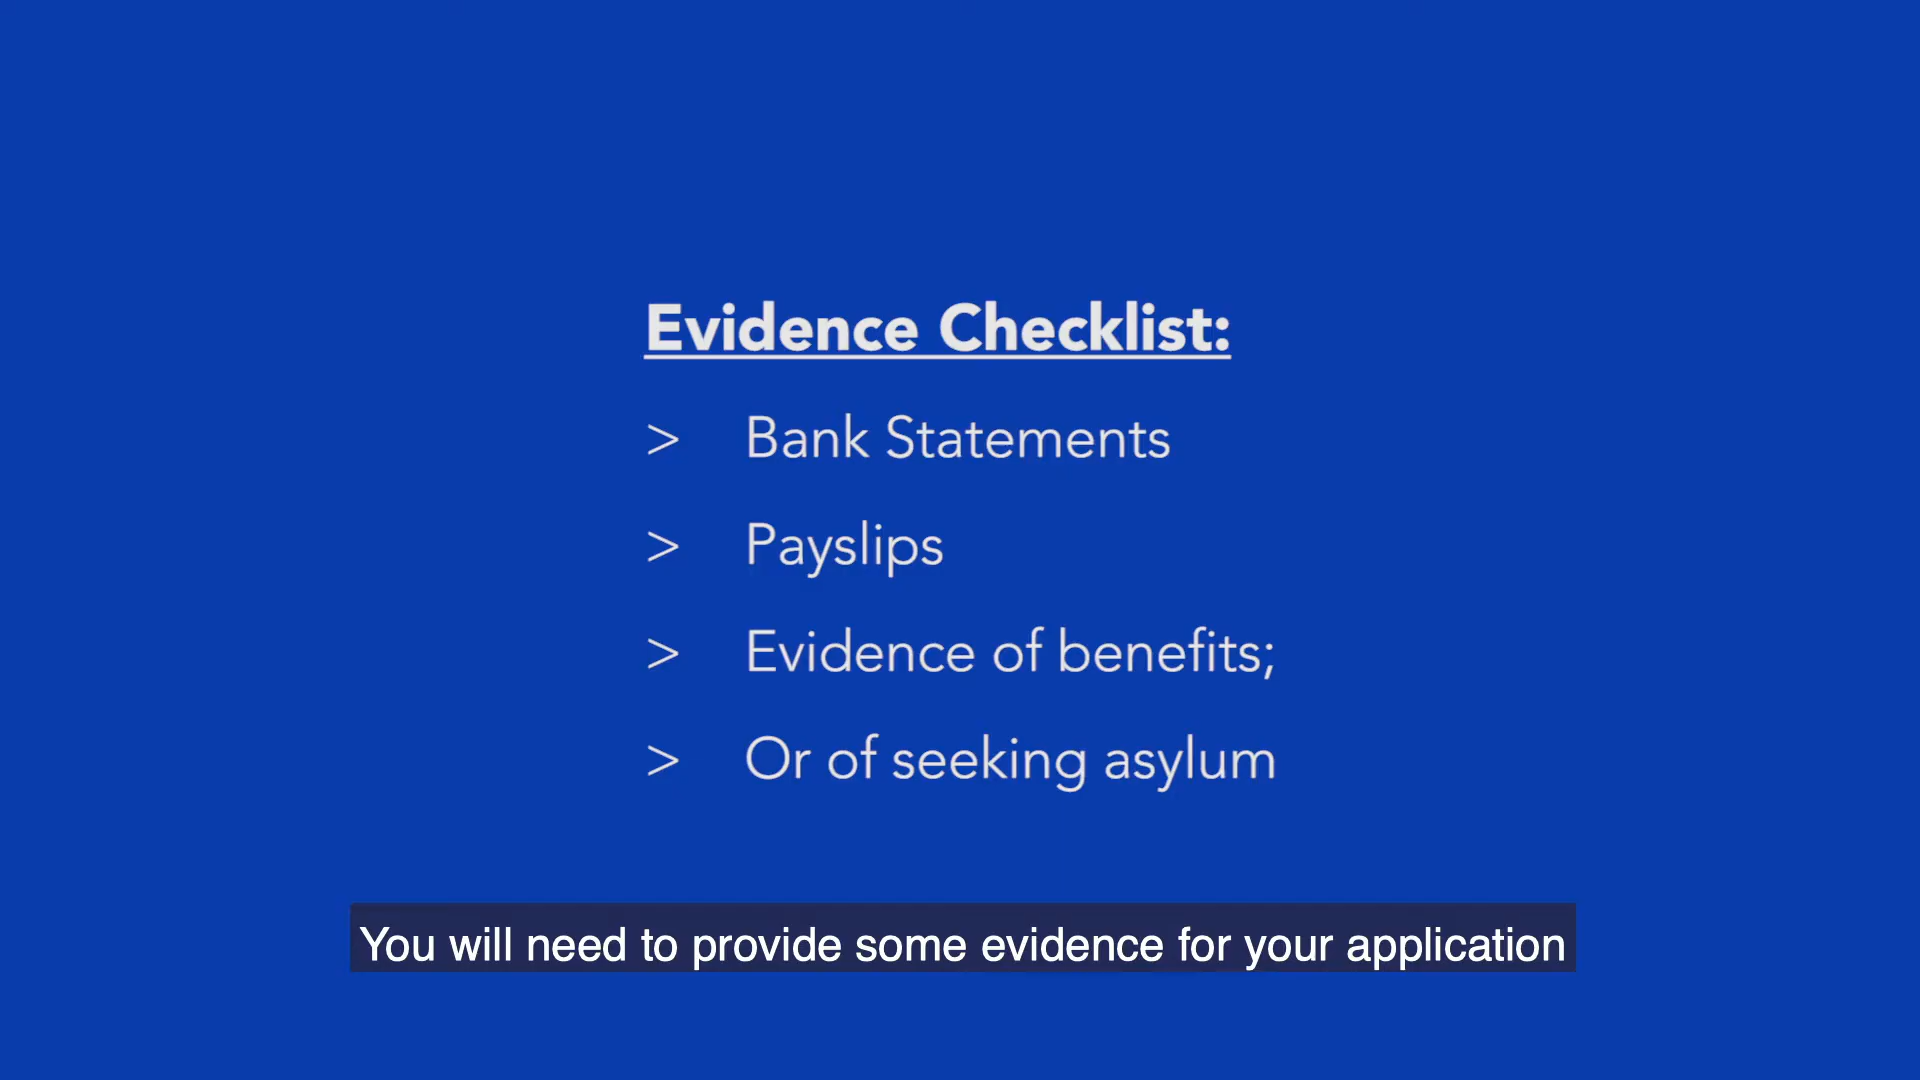 Evidence Checklist:
> Bank Statements
> Payslips
> Evidence of benefits;
> Or of seeking asylum
You will need to provide some evidence for your application